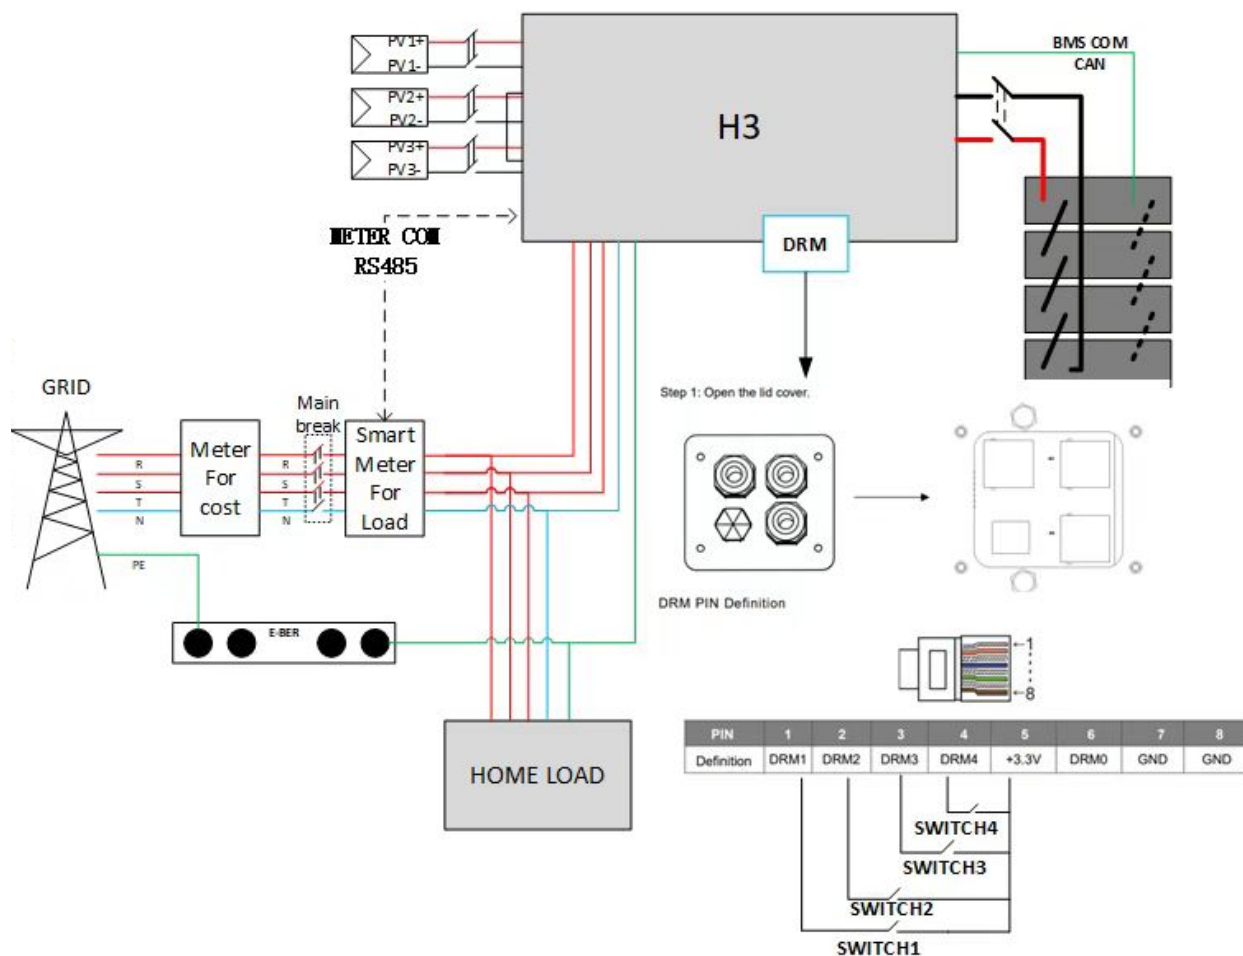 PV1+
PV1-
PV2+
PV2-
PV3+
PV3-
H3
BMS COM
CAN
METER COM
RS485
DRM
GRID
Meter
For
cost
Main
break
Smart
Meter
For
Load
R
S
T
N
R
S
T
N
PE
E-BER
HOME LOAD
Step 1: Open the lid cover.
DRM PIN Definition
1
8
PIN 1 2 3 4 5 6 7 8
Definition DRM1 DRM2 DRM3 DRM4 +3.3V DRM0 GND GND
SWITCH4
SWITCH3
SWITCH2
SWITCH1